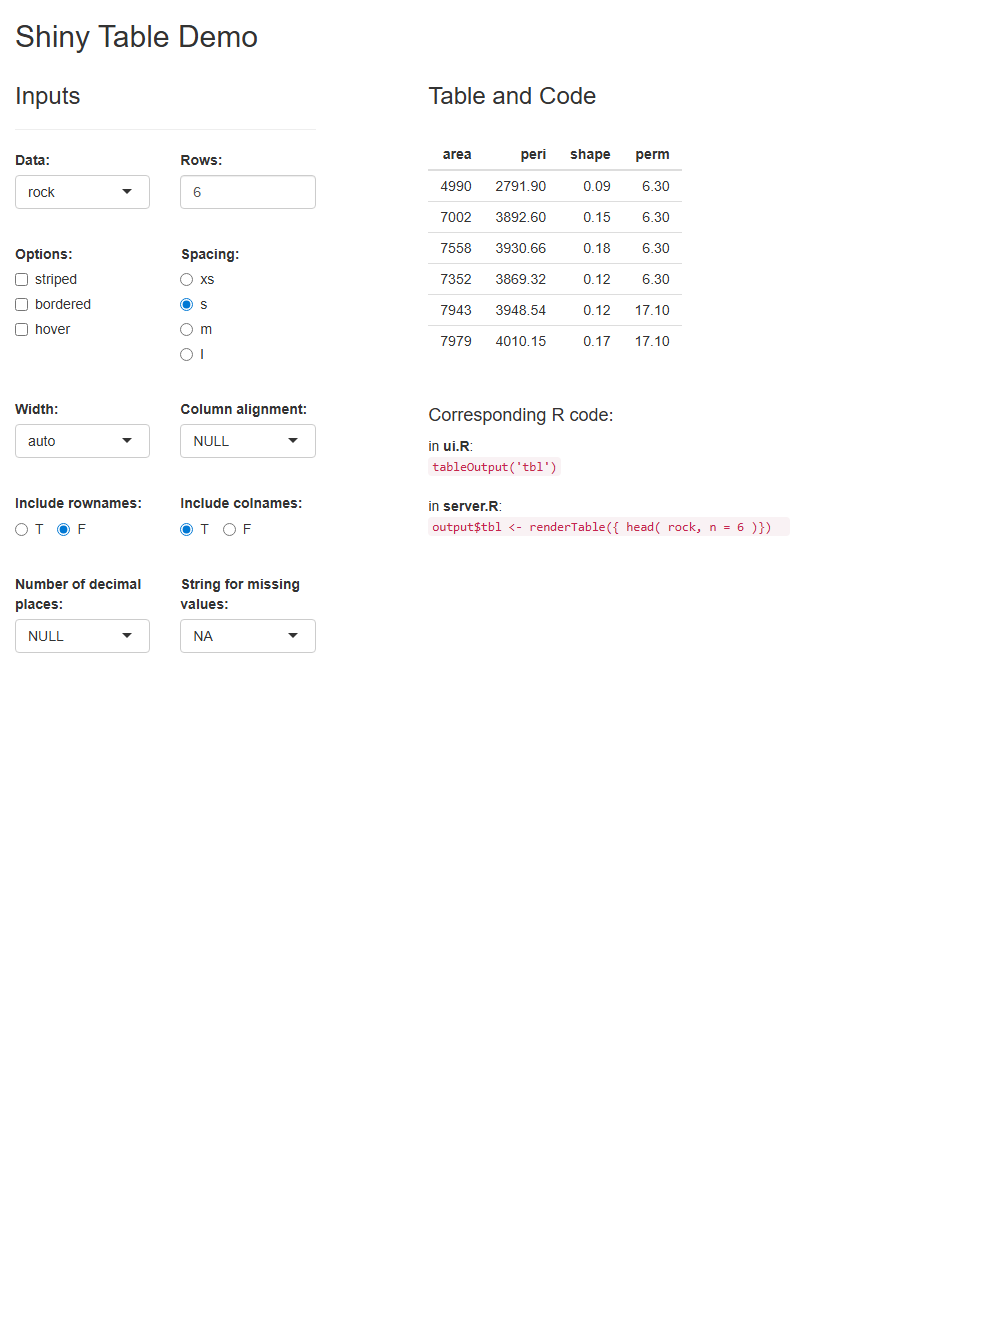 Shiny Table Demo
Inputs
Data: Rows:
rock 6
Options: Spacing:
striped xs
bordered s
hover m
l
Width: Column alignment:
auto NULL
Include rownames: Include colnames:
T F T F
Number of decimal places: String for missing values:
NULL NA
Table and Code
area peri shape perm
4990 2791.90 0.09 6.30
7002 3892.60 0.15 6.30
7558 3930.66 0.18 6.30
7352 3869.32 0.12 6.30
7943 3948.54 0.12 17.10
7979 4010.15 0.17 17.10
Corresponding R code:
in ui.R:
tableOutput('tbl')
in server.R:
output$tbl <- renderTable({ head( rock, n = 6 )})